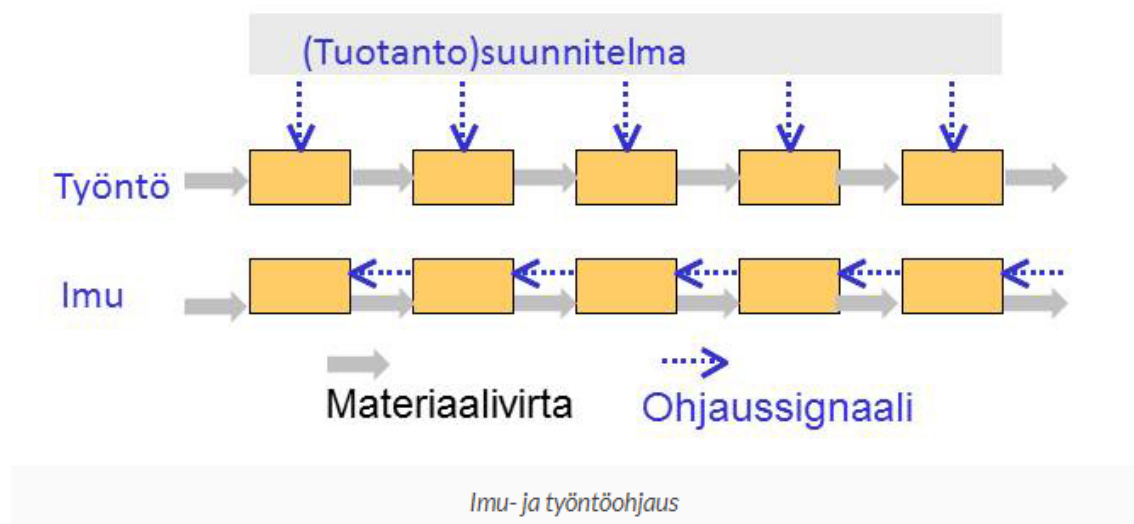 (Tuotanto)suunnitelma
Työntö
Imu
Materiaalivirta
Ohjaussignaali
Imu- ja työntöohjaus